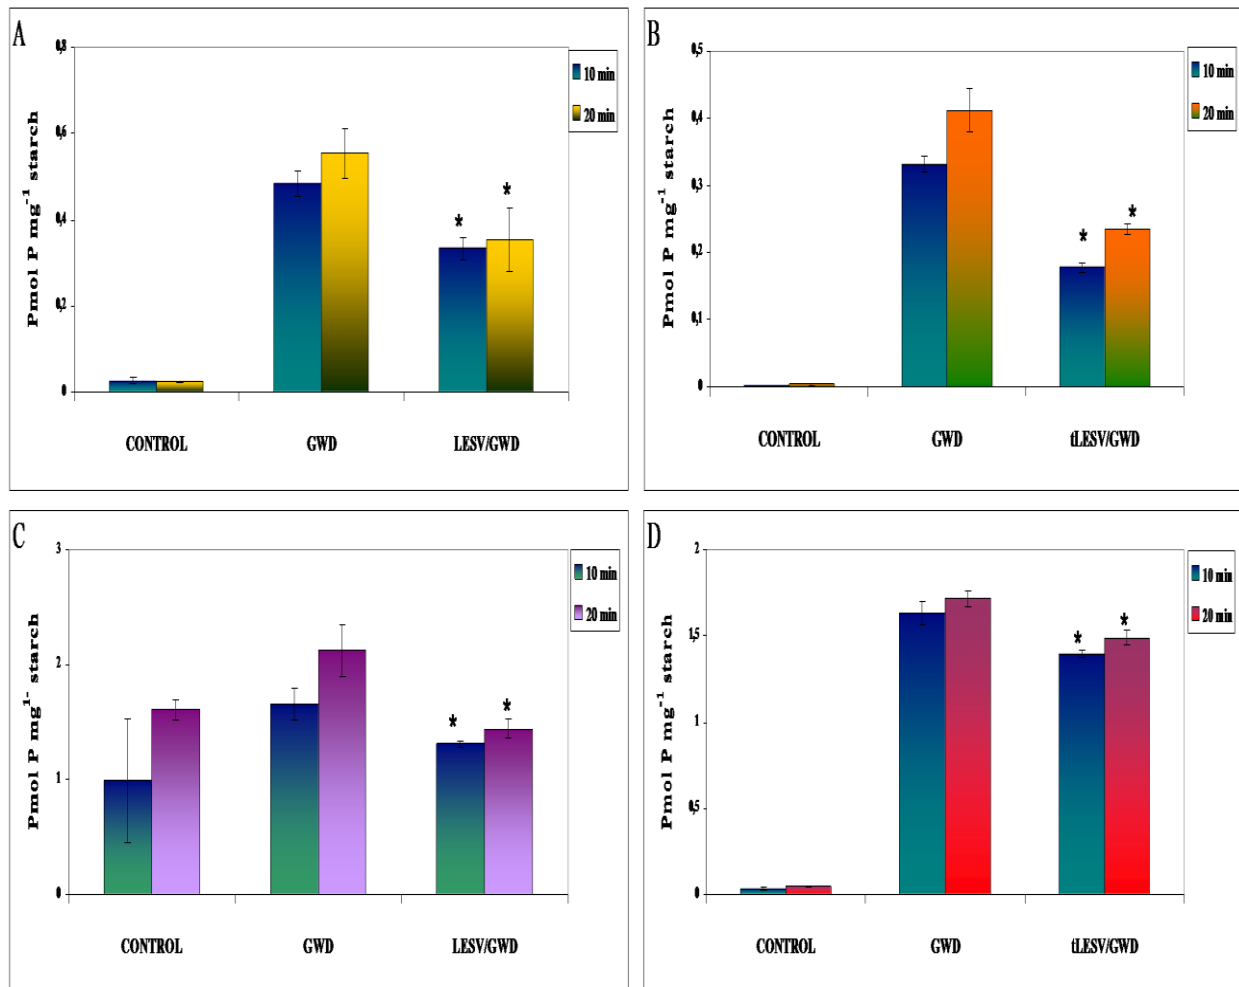 A
0,8
0,6
0,4
0,2
0
Pmol P mg⁻¹ starch
10 min
20 min
*
*
CONTROL
GWD
LESV/GWD
B
0,5
0,4
0,3
0,2
0,1
0
Pmol P mg⁻¹ starch
10 min
20 min
*
*
CONTROL
GWD
tLESV/GWD
C
3
2
1
0
Pmol P mg¹⁻ starch
10 min
20 min
*
*
CONTROL
GWD
LESV/GWD
D
2
1,5
1
0,5
0
Pmol P mg⁻¹ starch
10 min
20 min
*
*
CONTROL
GWD
tLESV/GWD